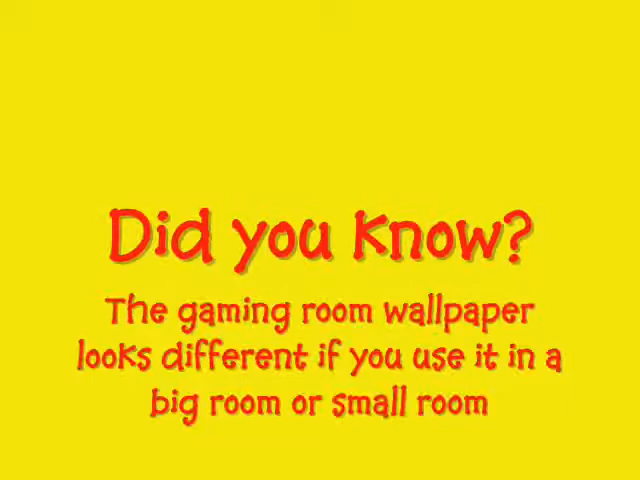 Did you know?
The gaming room wallpaper
looks different if you use it in a
big room or small room